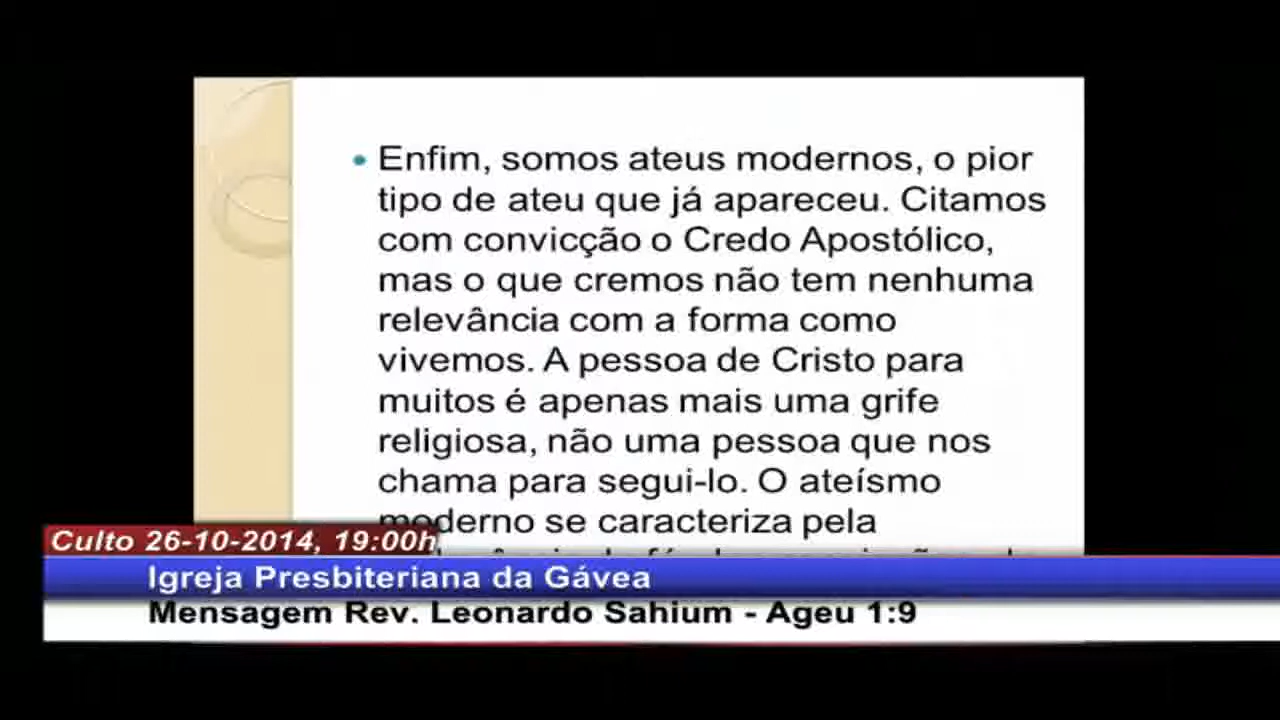 • Enfim, somos ateus modernos, o pior
tipo de ateu que já apareceu. Citamos
com convicção o Credo Apostólico,
mas o que cremos não tem nenhuma
relevância com a forma como
vivemos. A pessoa de Cristo para
muitos é apenas mais uma grife
religiosa, não uma pessoa que nos
chama para segui-lo. O ateísmo
moderno se caracteriza pela
Culto 26-10-2014, 19:00h
Igreja Presbiteriana da Gávea
Mensagem Rev. Leonardo Sahium - Ageu 1:9